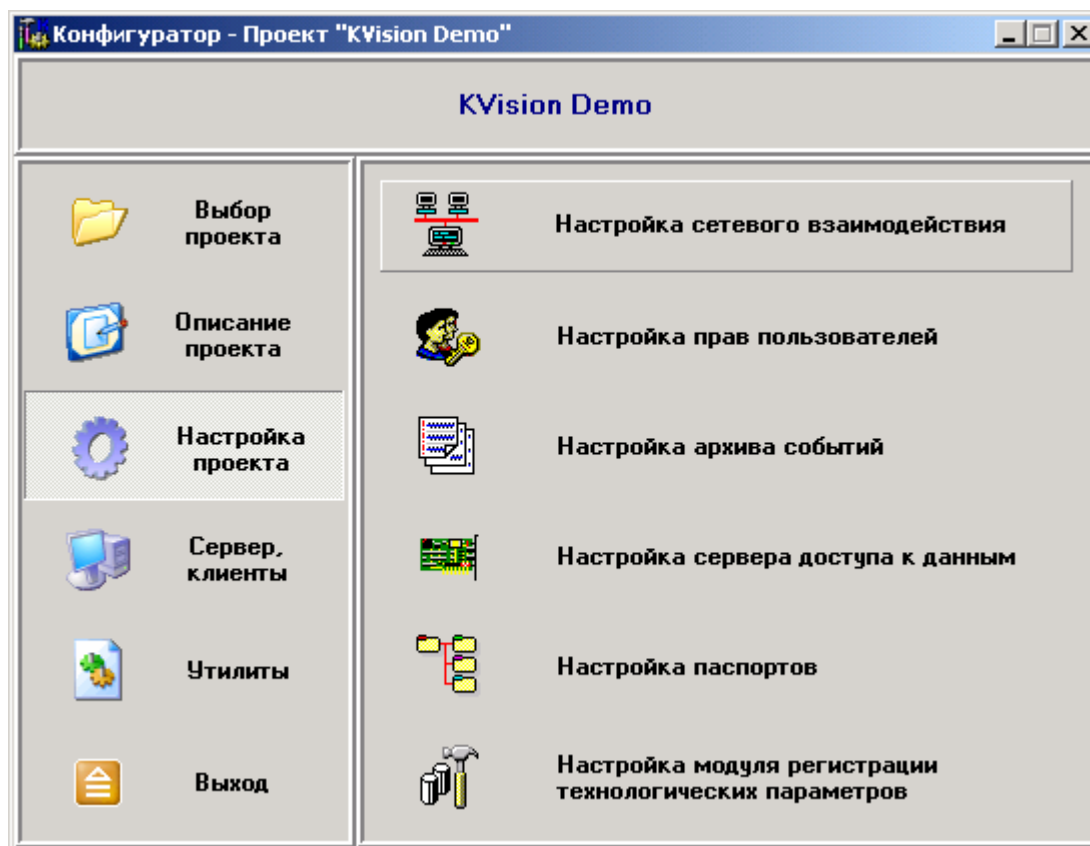 Конфигуратор - Проект "KVision Demo"
KVision Demo
Выбор
проекта
Описание
проекта
Настройка
проекта
Сервер,
клиенты
Утилиты
Выход
Настройка сетевого взаимодействия
Настройка прав пользователей
Настройка архива событий
Настройка сервера доступа к данным
Настройка паспортов
Настройка модуля регистрации
технологических параметров